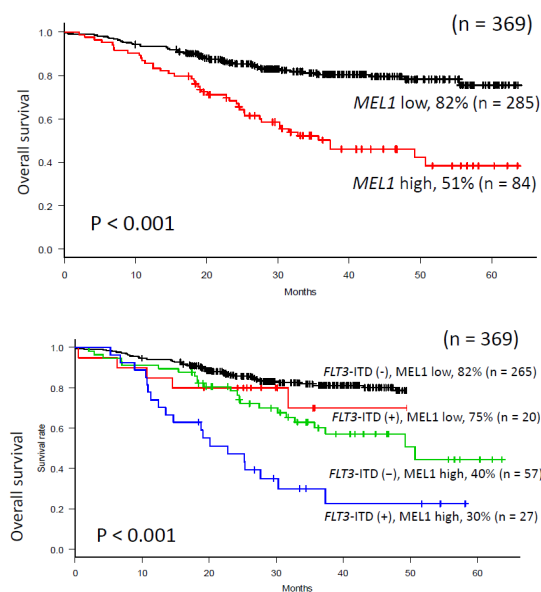 (n = 369)
Overall survival
1.0
0.8
0.6
0.4
0.2
0.0
MEL1 low, 82% (n = 285)
MEL1 high, 51% (n = 84)
P < 0.001
0 10 20 30 40 50 60
Months
(n = 369)
Overall survival
Survival rate
1.0
0.8
0.6
0.4
0.2
0.0
FLT3-ITD (-), MEL1 low, 82% (n = 265)
FLT3-ITD (+), MEL1 low, 75% (n = 20)
FLT3-ITD (−), MEL1 high, 40% (n = 57)
FLT3-ITD (+), MEL1 high, 30% (n = 27)
P < 0.001
0 10 20 30 40 50 60
Months